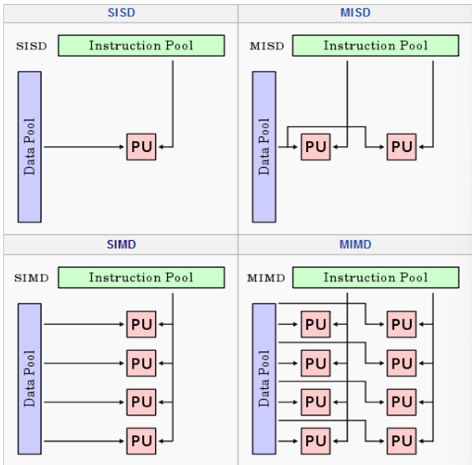 SISD
MISD
SISD
Instruction Pool
Data Pool
PU
MISD
Instruction Pool
Data Pool
PU
PU
SIMD
MIMD
SIMD
Instruction Pool
Data Pool
PU
PU
PU
PU
MIMD
Instruction Pool
Data Pool
PU
PU
PU
PU
PU
PU
PU
PU